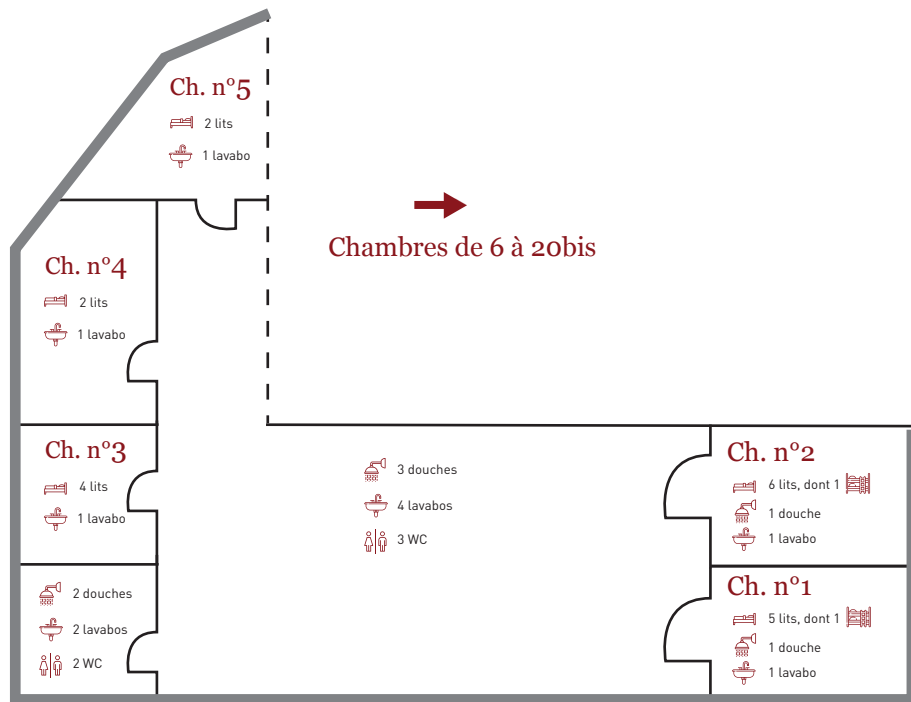 Ch. n°5
2 lits
1 lavabo
Chambres de 6 à 20bis
Ch. n°4
2 lits
1 lavabo
Ch. n°3
4 lits
1 lavabo
2 douches
2 lavabos
2 WC
3 douches
4 lavabos
3 WC
Ch. n°2
6 lits, dont 1
1 douche
1 lavabo
Ch. n°1
5 lits, dont 1
1 douche
1 lavabo